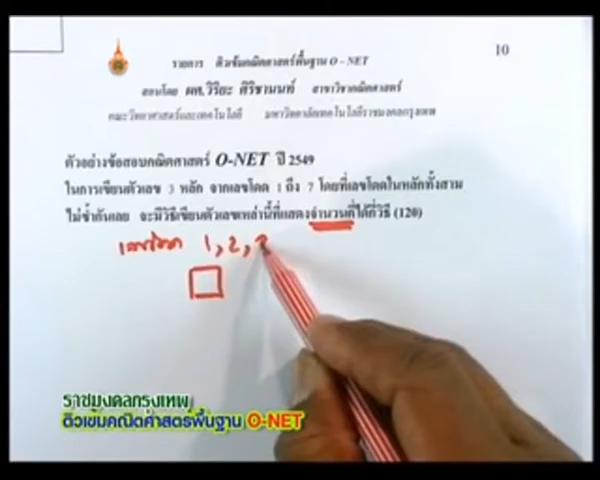 10
รายการ ติวเข้มคณิตศาสตร์พื้นฐาน O - NET
สอนโดย ผศ.วิริยะ ศิริชานนท์ สาขาวิชาคณิตศาสตร์
คณะวิทยาศาสตร์และเทคโนโลยี มหาวิทยาลัยเทคโนโลยีราชมงคลกรุงเทพ
ตัวอย่างข้อสอบคณิตศาสตร์ O-NET ปี 2549
ในการเขียนตัวเลข 3 หลัก จากเลขโดด 1 ถึง 7 โดยที่เลขโดดในหลักทั้งสาม
ไม่ซ้ำกันเลย จะมีวิธีเขียนตัวเลขเหล่านี้ที่แสดงจำนวนคี่ได้กี่วิธี (120)
เลขโดด 1, 2, 3
ราชมงคลกรุงเทพ
ติวเข้มคณิตศาสตร์พื้นฐาน O-NET